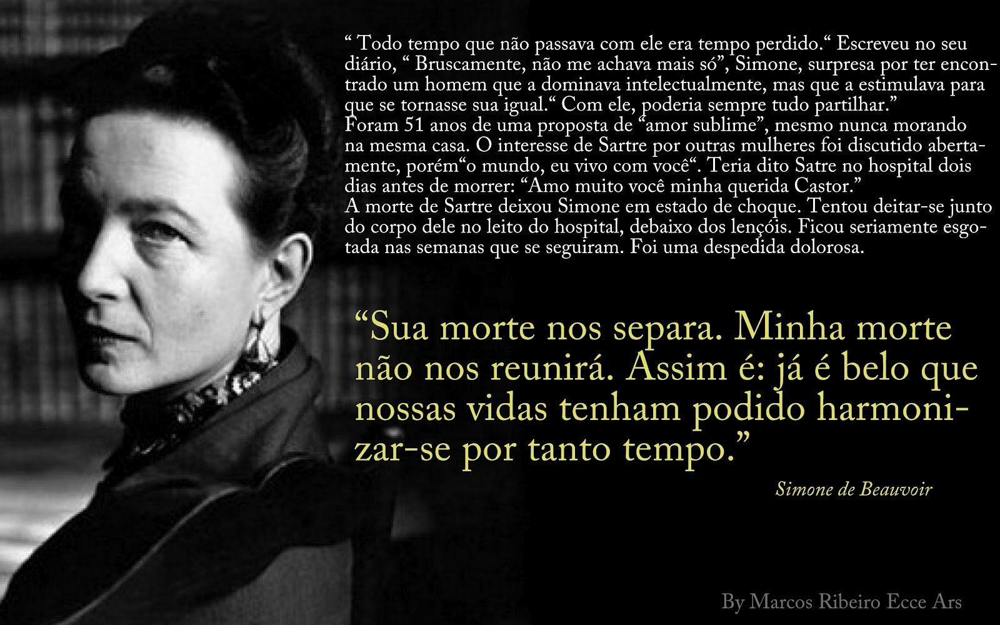 “ Todo tempo que não passava com ele era tempo perdido.“ Escreveu no seu
diário, “ Bruscamente, não me achava mais só”, Simone, surpresa por ter encon-
trado um homem que a dominava intelectualmente, mas que a estimulava para
que se tornasse sua igual.“ Com ele, poderia sempre tudo partilhar.”
Foram 51 anos de uma proposta de “amor sublime”, mesmo nunca morando
na mesma casa. O interesse de Sartre por outras mulheres foi discutido aberta-
mente, porém“o mundo, eu vivo com você“. Teria dito Satre no hospital dois
dias antes de morrer: “Amo muito você minha querida Castor.”
A morte de Sartre deixou Simone em estado de choque. Tentou deitar-se junto
do corpo dele no leito do hospital, debaixo dos lençóis. Ficou seriamente esgo-
tada nas semanas que se seguiram. Foi uma despedida dolorosa.
“Sua morte nos separa. Minha morte
não nos reunirá. Assim é: já é belo que
nossas vidas tenham podido harmoni-
zar-se por tanto tempo.”
Simone de Beauvoir
By Marcos Ribeiro Ecce Ars